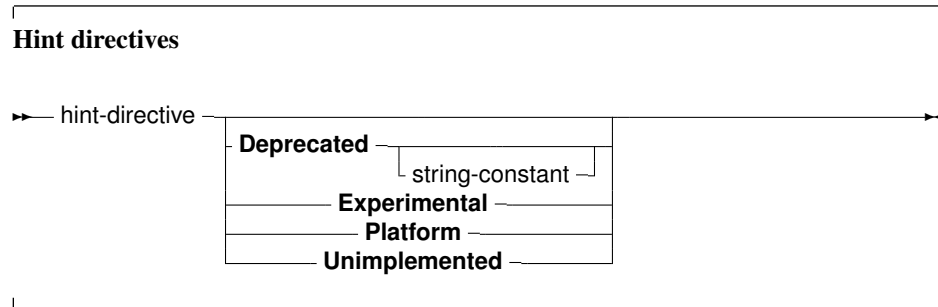 Hint directives
hint-directive
Deprecated
string-constant
Experimental
Platform
Unimplemented